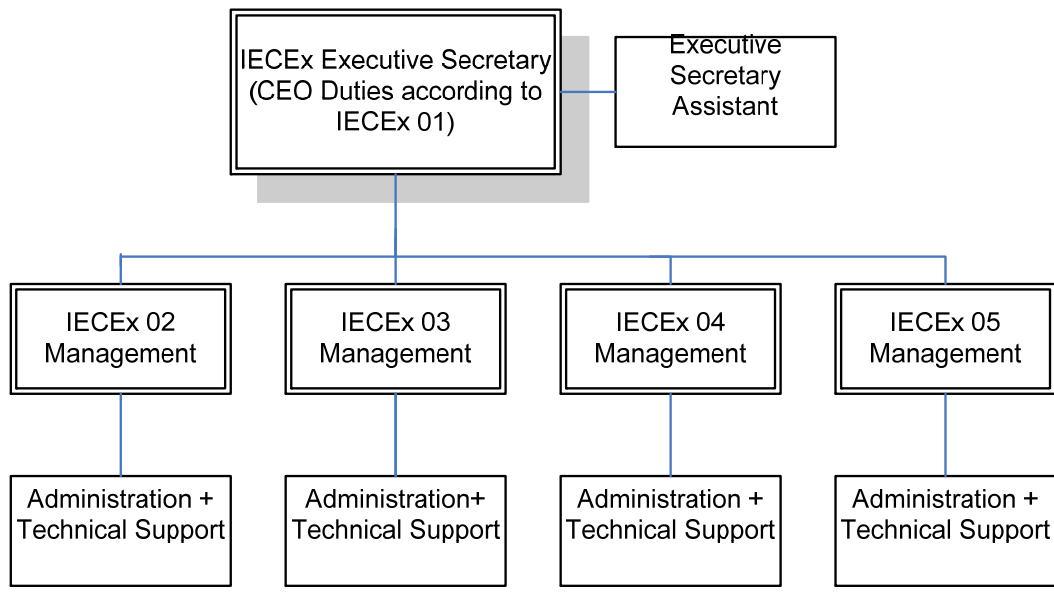 IECEx Executive Secretary
(CEO Duties according to
IECEx 01)
Executive
Secretary
Assistant
IECEx 02
Management
IECEx 03
Management
IECEx 04
Management
IECEx 05
Management
Administration +
Technical Support
Administration+
Technical Support
Administration +
Technical Support
Administration +
Technical Support